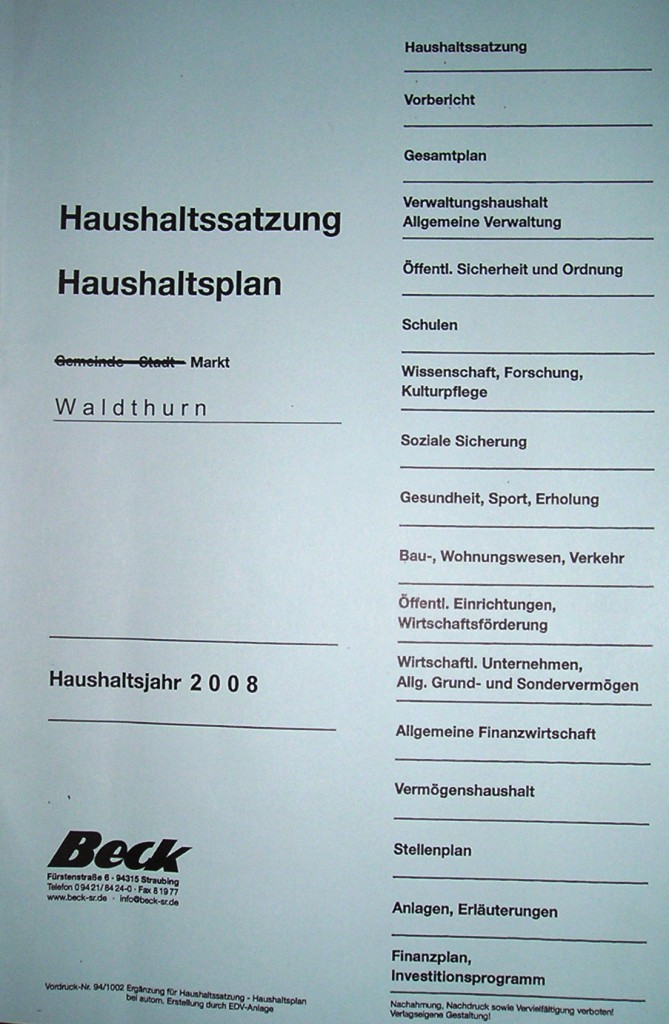 Haushaltssatzung
Haushaltsplan
Gemeinde Stadt Markt
Waldthurn
Haushaltsjahr 2008
Beck
Fürstenstraße 6 · 94315 Straubing
Telefon 09421/8424-0 · Fax 81977
www.beck-sr.de · info@beck-sr.de
Vordruck-Nr. 94/1002 Ergänzung für Haushaltssatzung - Haushaltsplan
bei autom. Erstellung durch EDV-Anlage
Haushaltssatzung
Vorbericht
Gesamtplan
Verwaltungshaushalt
Allgemeine Verwaltung
Öffentl. Sicherheit und Ordnung
Schulen
Wissenschaft, Forschung,
Kulturpflege
Soziale Sicherung
Gesundheit, Sport, Erholung
Bau-, Wohnungswesen, Verkehr
Öffentl. Einrichtungen,
Wirtschaftsförderung
Wirtschaftl. Unternehmen,
Allg. Grund- und Sondervermögen
Allgemeine Finanzwirtschaft
Vermögenshaushalt
Stellenplan
Anlagen, Erläuterungen
Finanzplan,
Investitionsprogramm
Nachahmung, Nachdruck sowie Vervielfältigung verboten!
Verlagseigene Gestaltung!